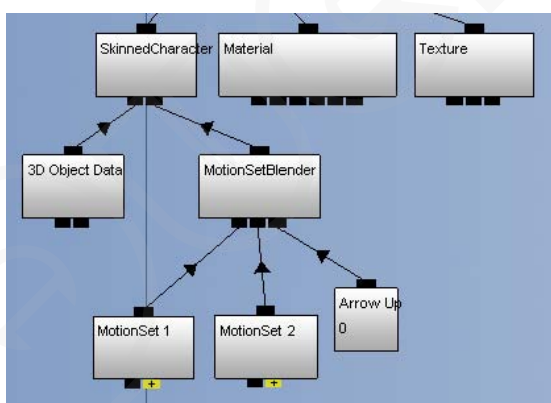 SkinnedCharacter
Material
Texture
3D Object Data
MotionSetBlender
MotionSet 1
+
MotionSet 2
+
Arrow Up
0